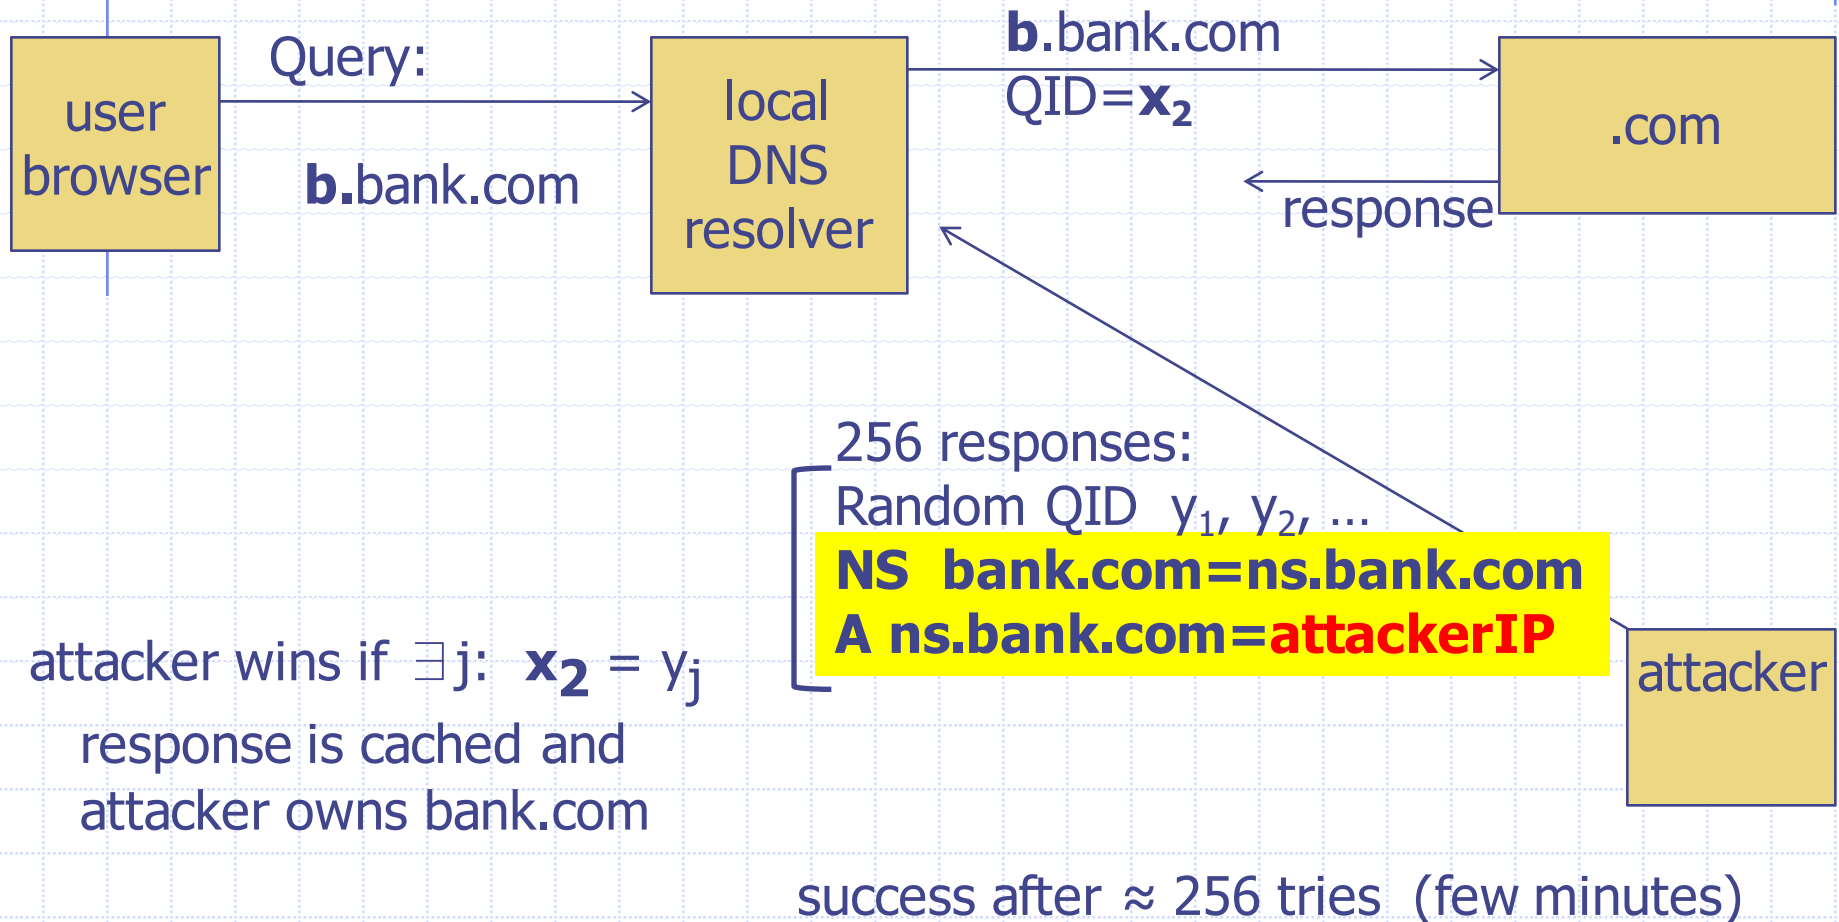 user
browser
Query:
b.bank.com
local
DNS
resolver
b.bank.com
QID=x₂
.com
response
256 responses:
Random QID y₁, y₂, …
NS bank.com=ns.bank.com
A ns.bank.com=attackerIP
attacker
attacker wins if ∃j: x₂ = yⱼ
response is cached and
attacker owns bank.com
success after ≈ 256 tries (few minutes)